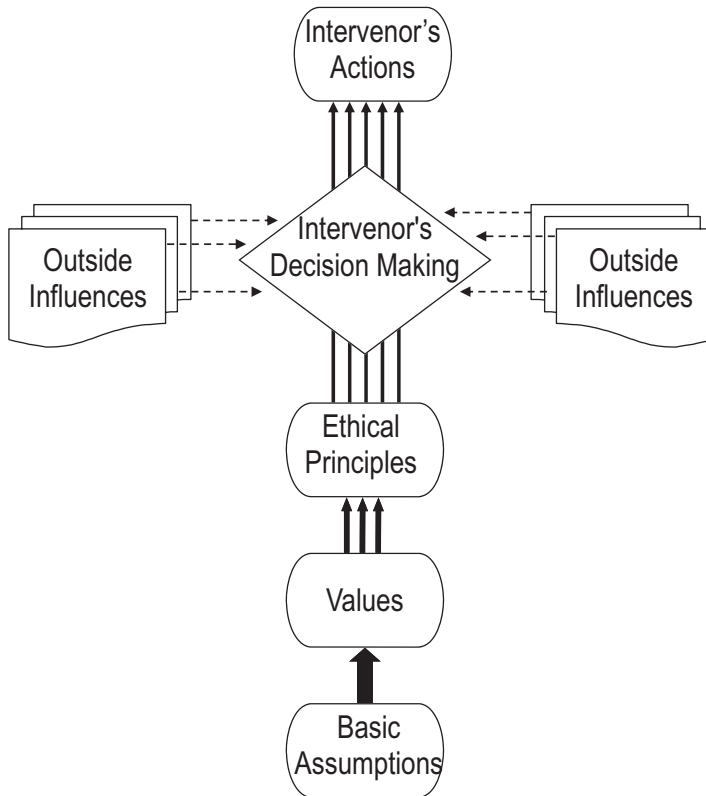 Intervenor’s
Actions
Intervenor's
Decision Making
Outside
Influences
Outside
Influences
Ethical
Principles
Values
Basic
Assumptions